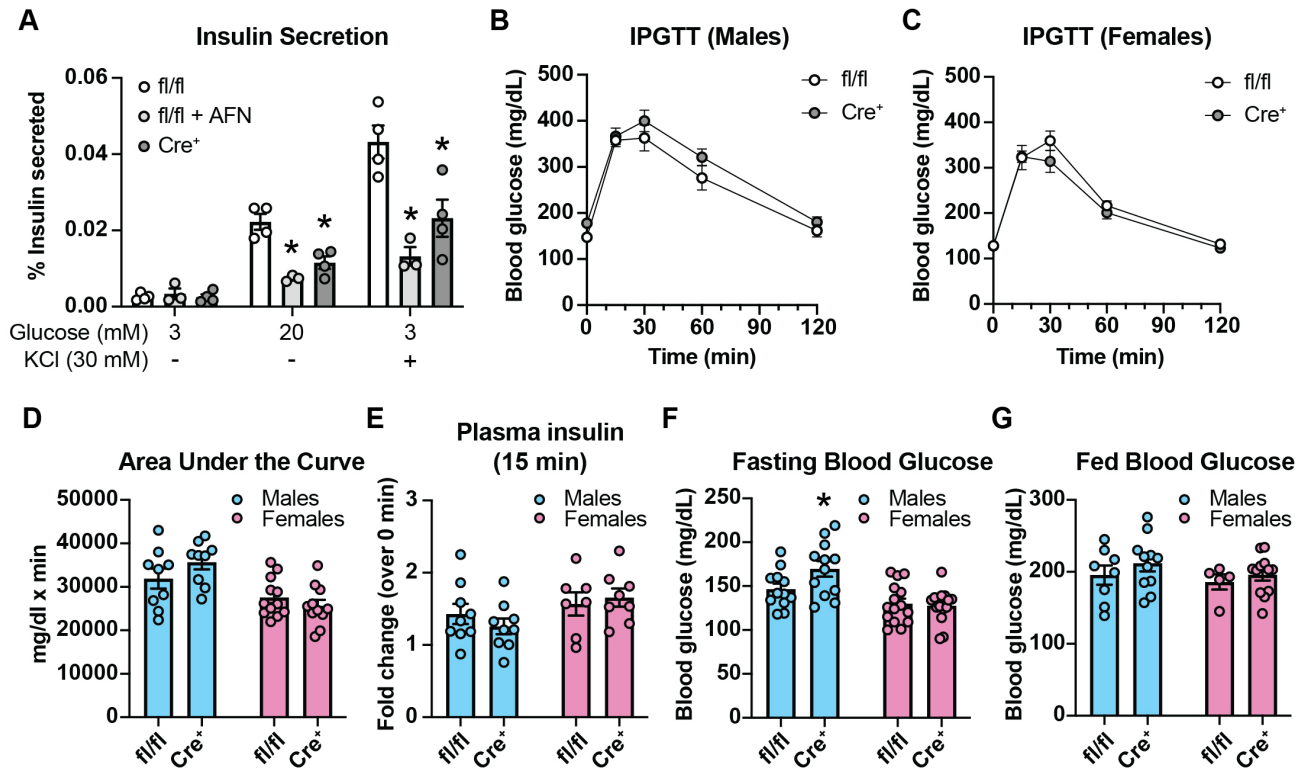 A
Insulin Secretion
% Insulin secreted
0.06
0.04
0.02
0.00
fl/fl
fl/fl + AFN
Cre⁺
*
*
*
*
Glucose (mM) 3 20 3
KCl (30 mM) - - +
B
IPGTT (Males)
Blood glucose (mg/dL)
500
400
300
200
100
0
fl/fl
Cre⁺
0 30 60 90 120
Time (min)
C
IPGTT (Females)
Blood glucose (mg/dL)
500
400
300
200
100
0
fl/fl
Cre⁺
0 30 60 90 120
Time (min)
D
Area Under the Curve
mg/dl x min
50000
40000
30000
20000
10000
0
Males
Females
fl/fl Cre⁺ fl/fl Cre⁺
E
Plasma insulin
(15 min)
Fold change (over 0 min)
3
2
1
0
Males
Females
fl/fl Cre⁺ fl/fl Cre⁺
F
Fasting Blood Glucose
Blood glucose (mg/dL)
250
200
150
100
50
0
*
Males
Females
fl/fl Cre⁺ fl/fl Cre⁺
G
Fed Blood Glucose
Blood glucose (mg/dL)
300
200
100
0
Males
Females
fl/fl Cre⁺ fl/fl Cre⁺